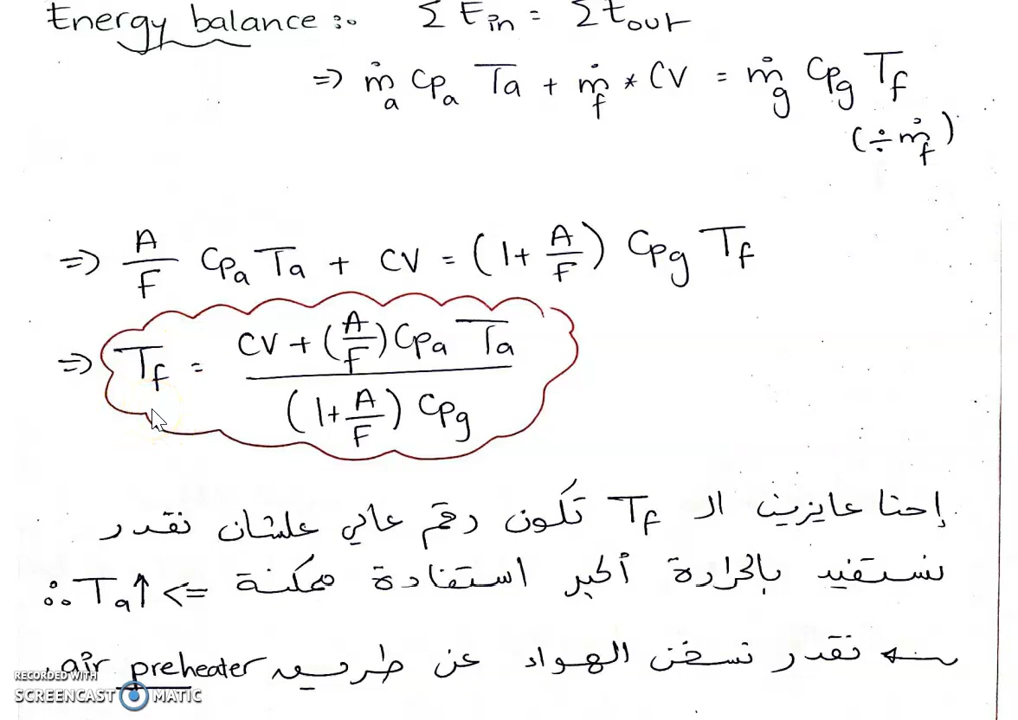 Energy balance :- Σ Ein = Σ Eout
=> ṁa Cpa Ta + ṁf * CV = ṁg Cpg Tf
(÷ ṁf)
=> A/F Cpa Ta + CV = (1 + A/F) Cpg Tf
=> Tf = (CV + (A/F) Cpa Ta) / ((1 + A/F) Cpg)
إحنا عايزين الـ Tf تكون رقم عالي علشان نقدر
نستفيد بالحرارة أكبر استفادة ممكنة <= Ta↑ ∴
نقدر نسخن الهواء عن طريق air preheater.
RECORDED WITH
SCREENCAST MATIC